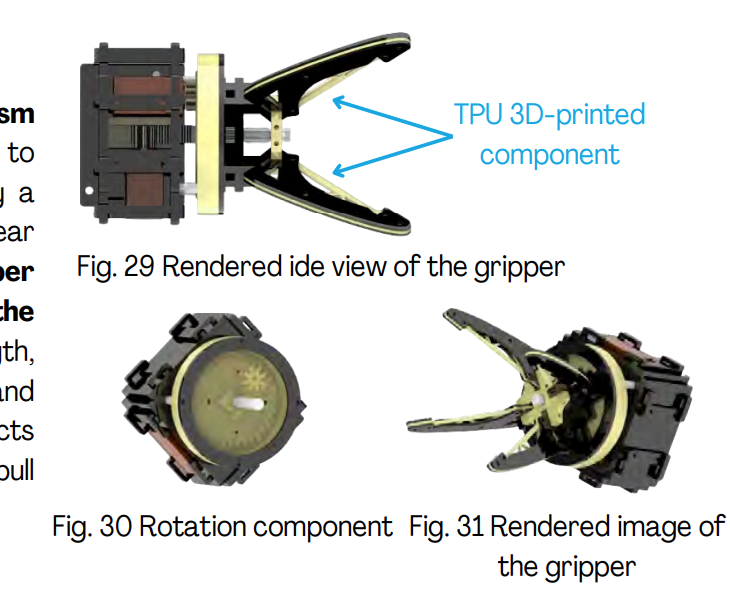 sm
to
y a
ear
per
the
gth,
and
cts
pull
TPU 3D-printed
component
Fig. 29 Rendered ide view of the gripper
Fig. 30 Rotation component
Fig. 31 Rendered image of
the gripper